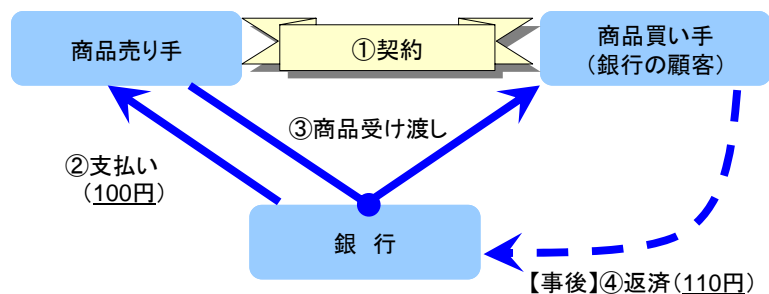 商品売り手
①契約
商品買い手
(銀行の顧客)
③商品受け渡し
②支払い
(100円)
銀 行
【事後】④返済(110円)